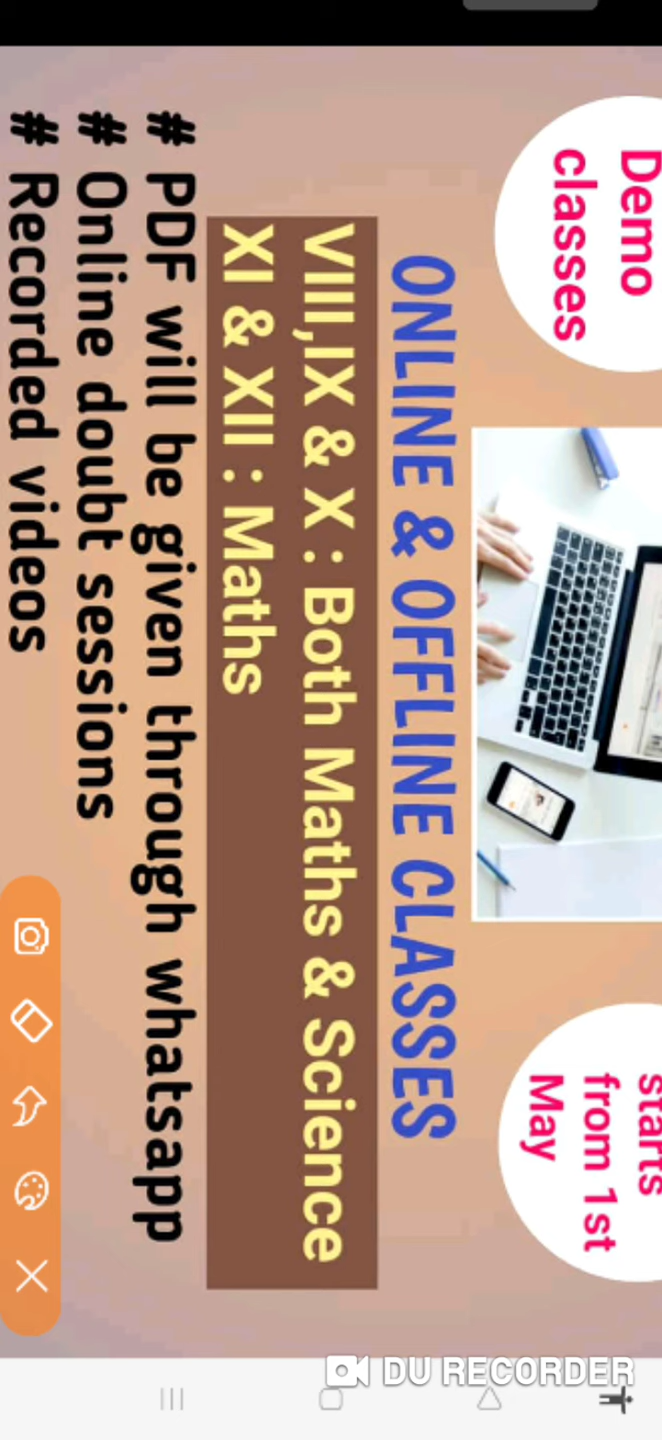 Demo
classes
starts
from 1st
May
ONLINE & OFFLINE CLASSES
VIII,IX & X : Both Maths & Science
XI & XII : Maths
# PDF will be given through whatsapp
# Online doubt sessions
# Recorded videos
DU RECORDER